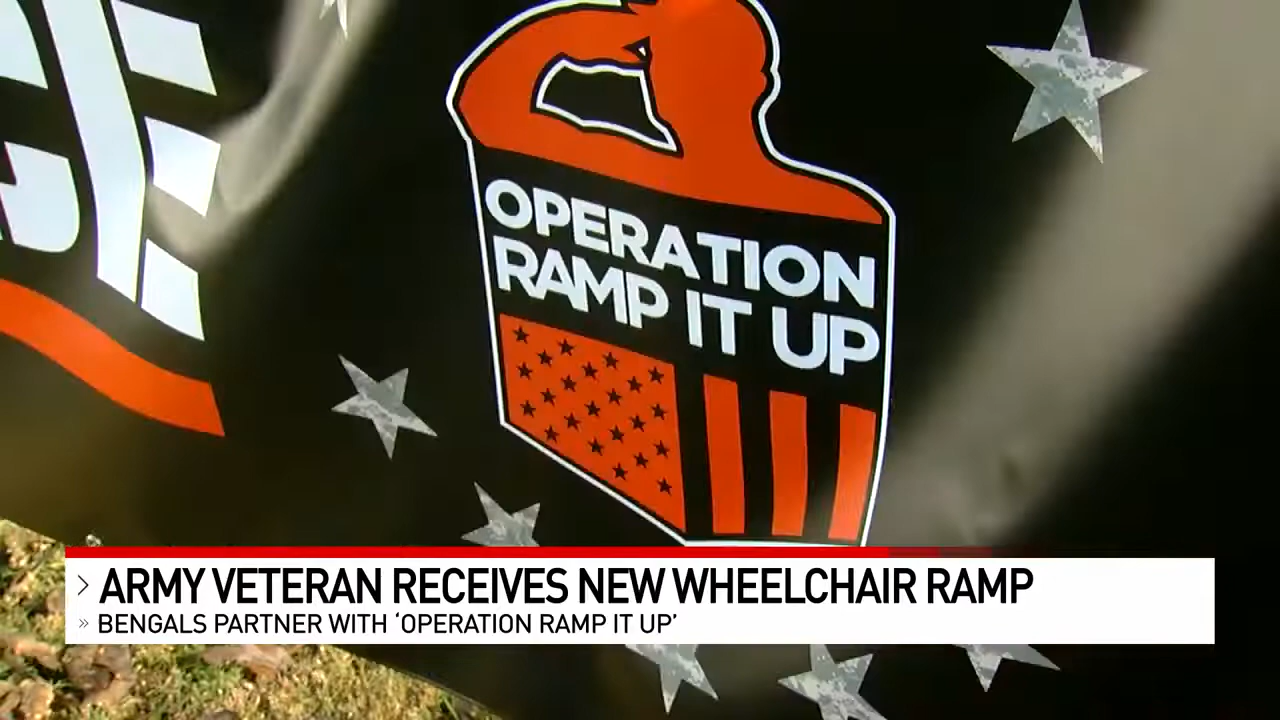 OPERATION
RAMP IT UP
> ARMY VETERAN RECEIVES NEW WHEELCHAIR RAMP
» BENGALS PARTNER WITH ‘OPERATION RAMP IT UP’